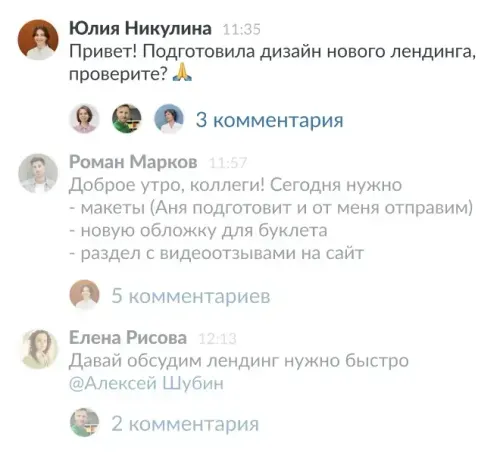 Юлия Никулина 11:35
Привет! Подготовила дизайн нового лендинга,
проверите? 🙏
3 комментария
Роман Марков 11:57
Доброе утро, коллеги! Сегодня нужно
- макеты (Аня подготовит и от меня отправим)
- новую обложку для буклета
- раздел с видеоотзывами на сайт
5 комментариев
Елена Рисова 12:13
Давай обсудим лендинг нужно быстро
@Алексей Шубин
2 комментария